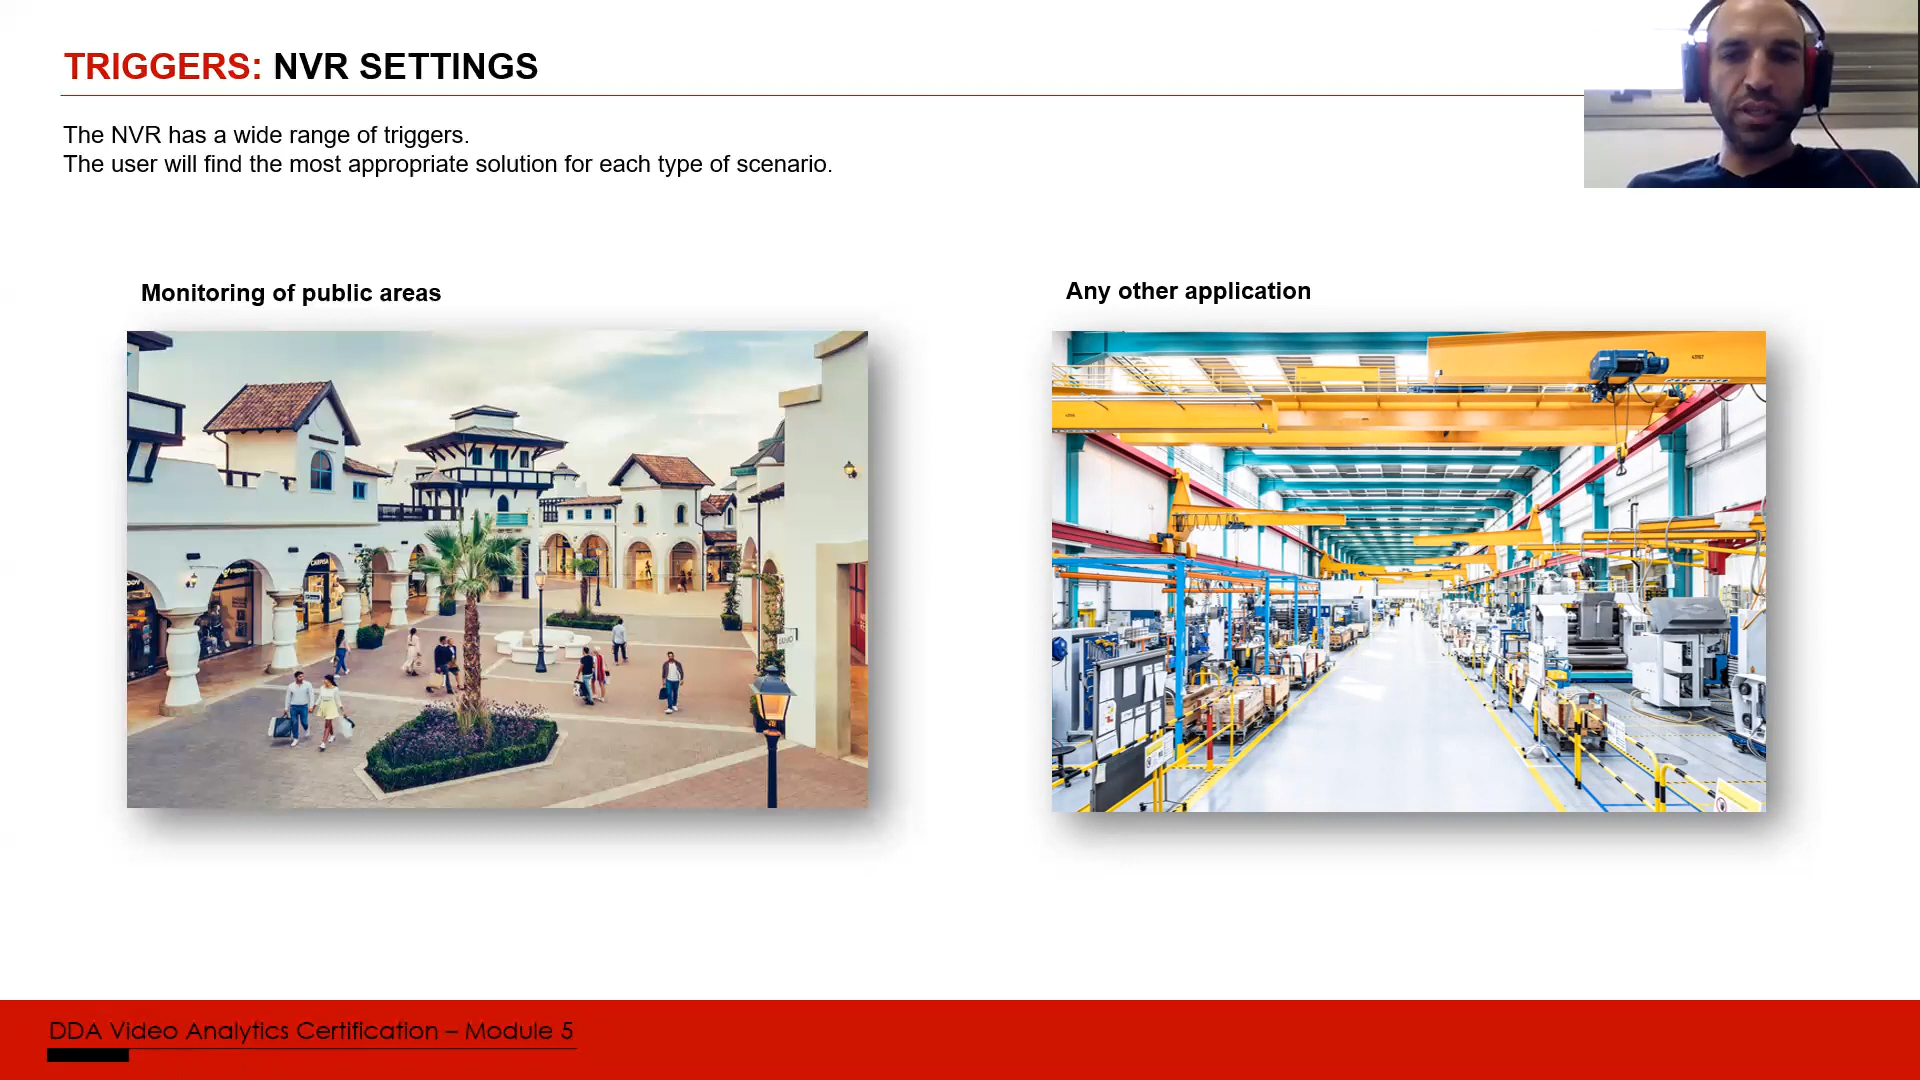 TRIGGERS: NVR SETTINGS
The NVR has a wide range of triggers.
The user will find the most appropriate solution for each type of scenario.
Monitoring of public areas
Any other application
CARPISA
DDA Video Analytics Certification – Module 5